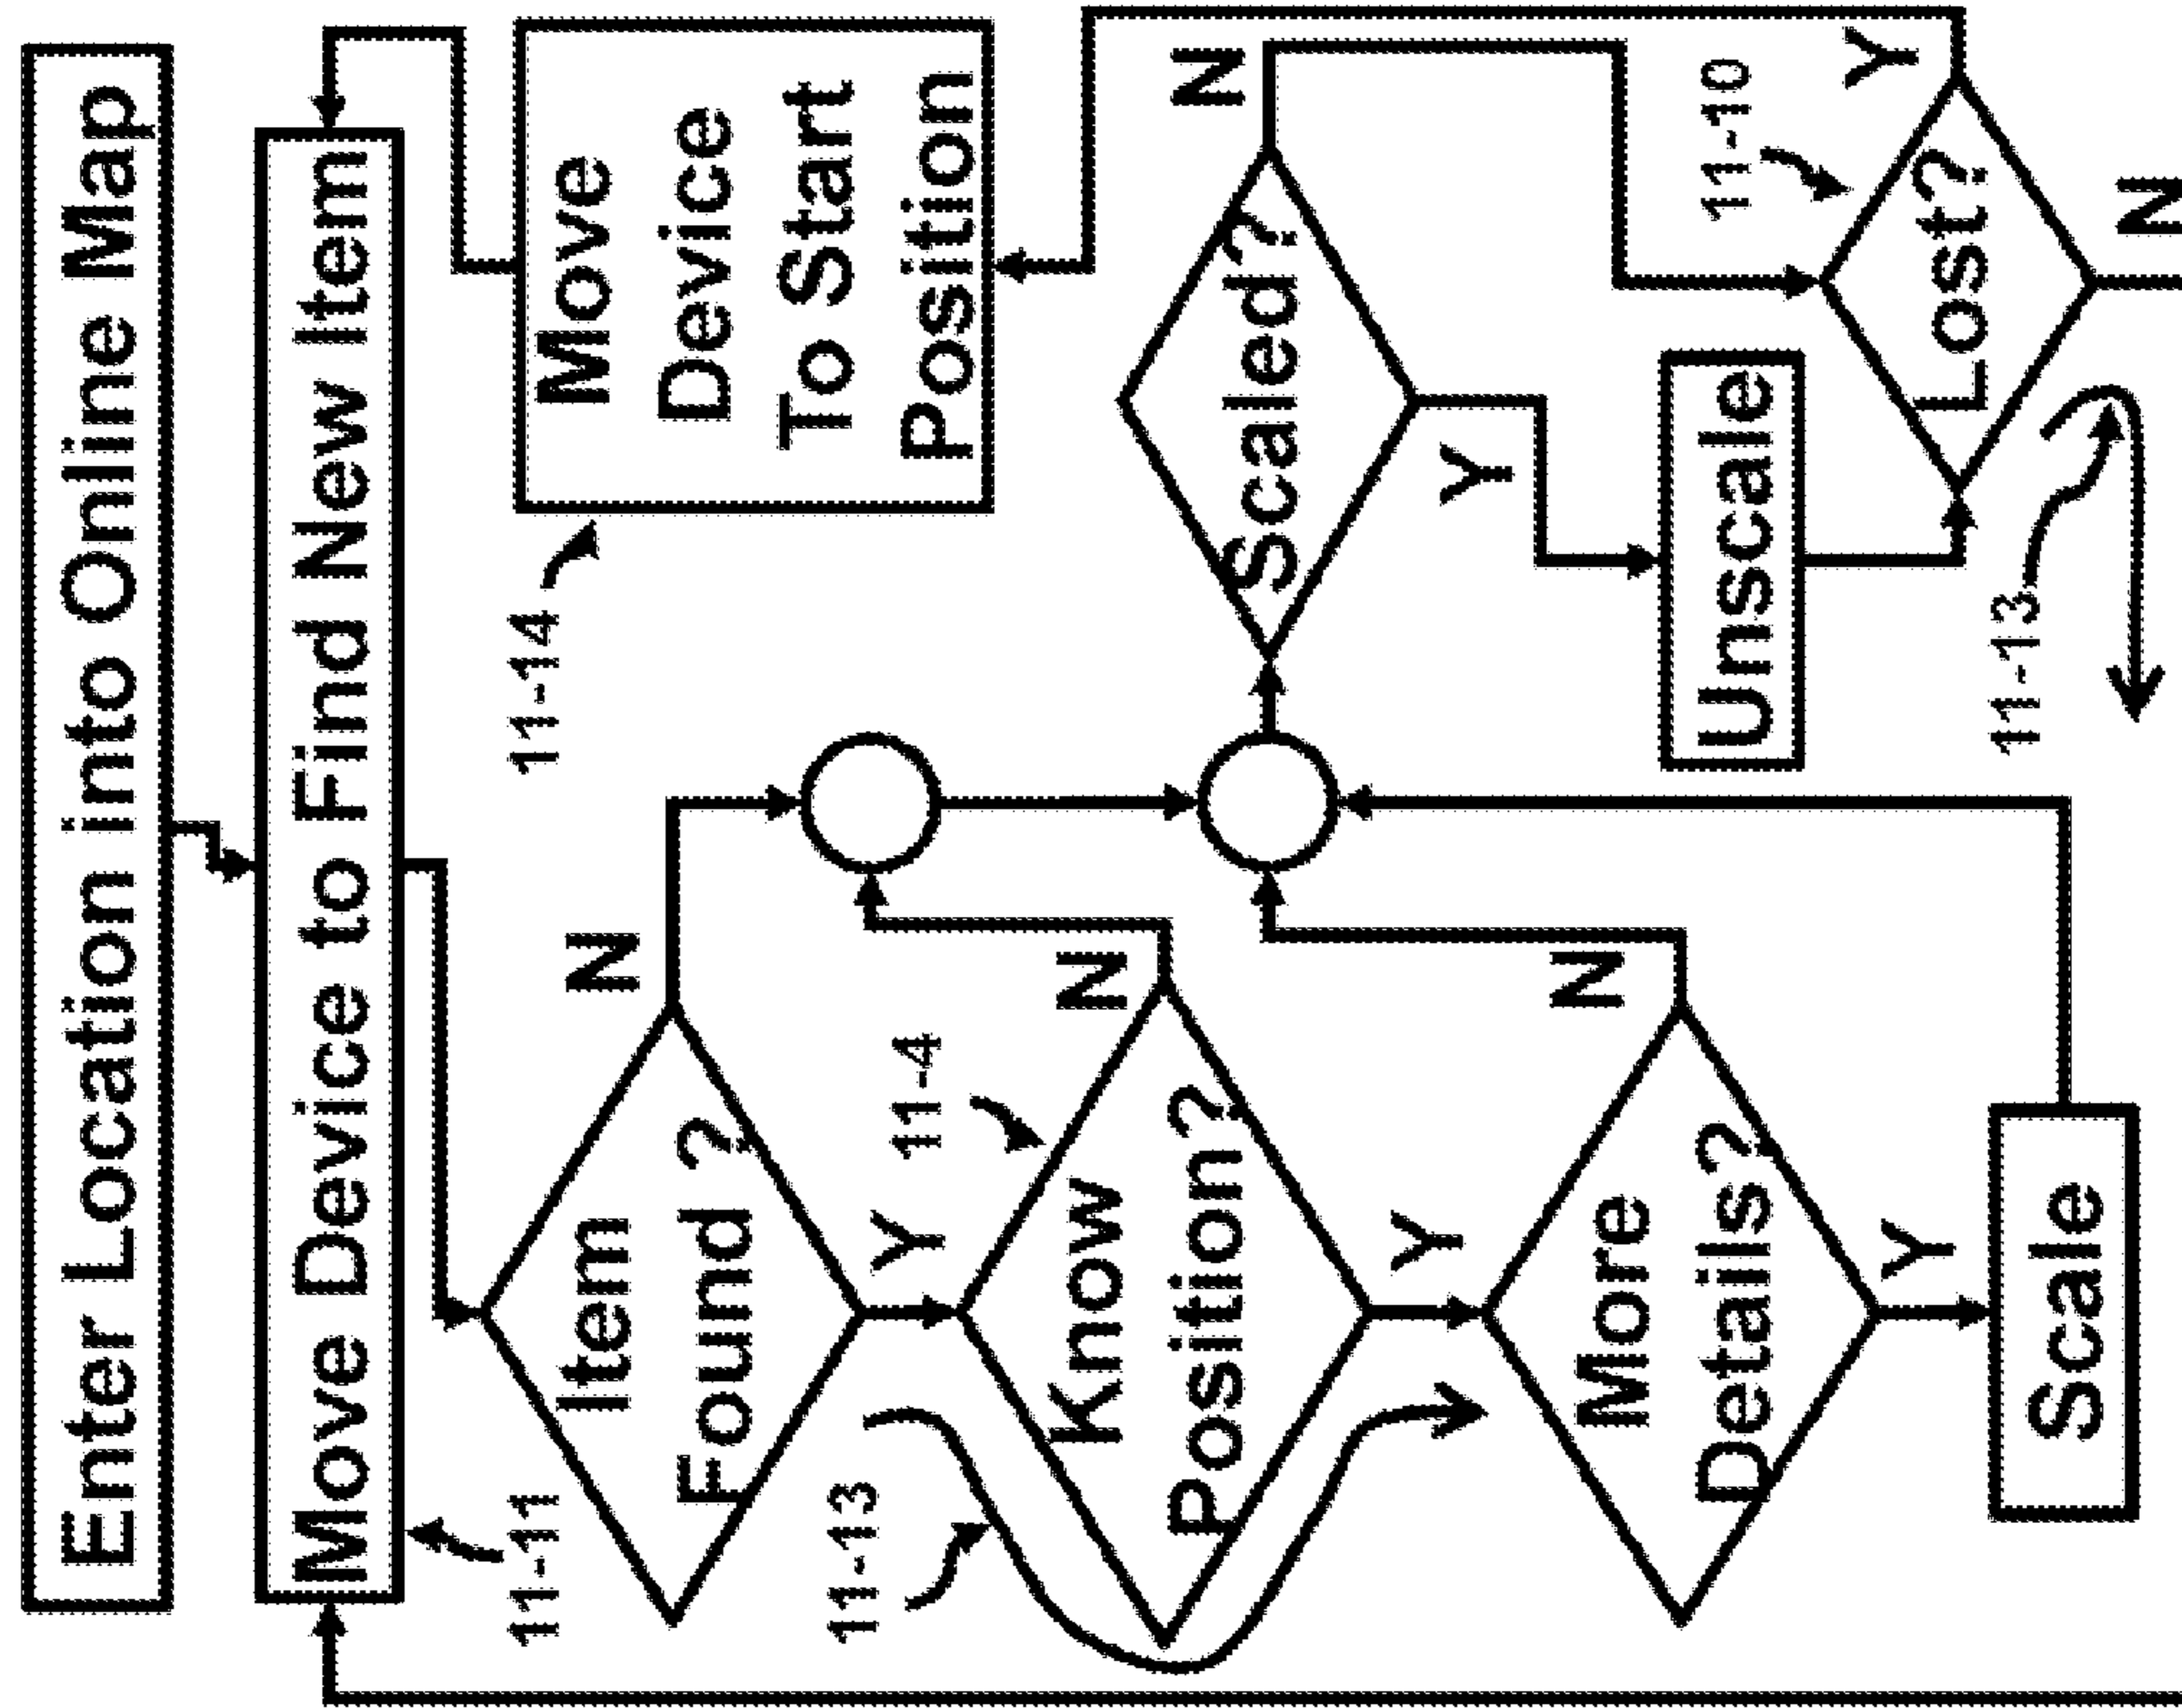 Enter Location into Online Map
Move Device to Find New Item
11-11
11-14
Move
Device
To Start
Position
Item
Found ?
N
Y
11-13
11-4
Know
Position?
N
Y
More
Details?
N
Y
Scale
Scaled?
N
Y
Unscale
11-10
Lost?
Y
N
11-13